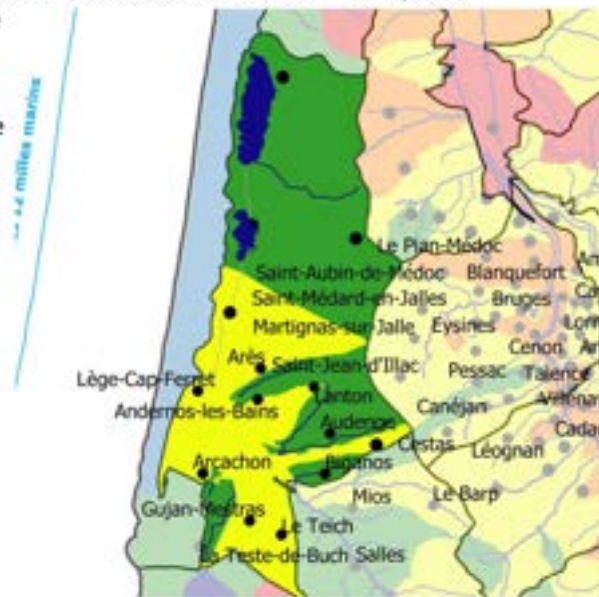 12 milles marins
Le Pian-Médoc
Saint-Aubin-de-Médoc Blanquefort
Saint-Médard-en-Jalles Bruges
Martignas-sur-Jalle Eysines
Cenon
Arès Saint-Jean-d'Illac Pessac Talence
Lège-Cap-Ferret
Lanton
Andernos-les-Bains Canéjan
Audenge
Cestas Léognan
Arcachon Biganos
Mios Le Barp
Gujan-Mestras
Le Teich
La Teste-de-Buch Salles